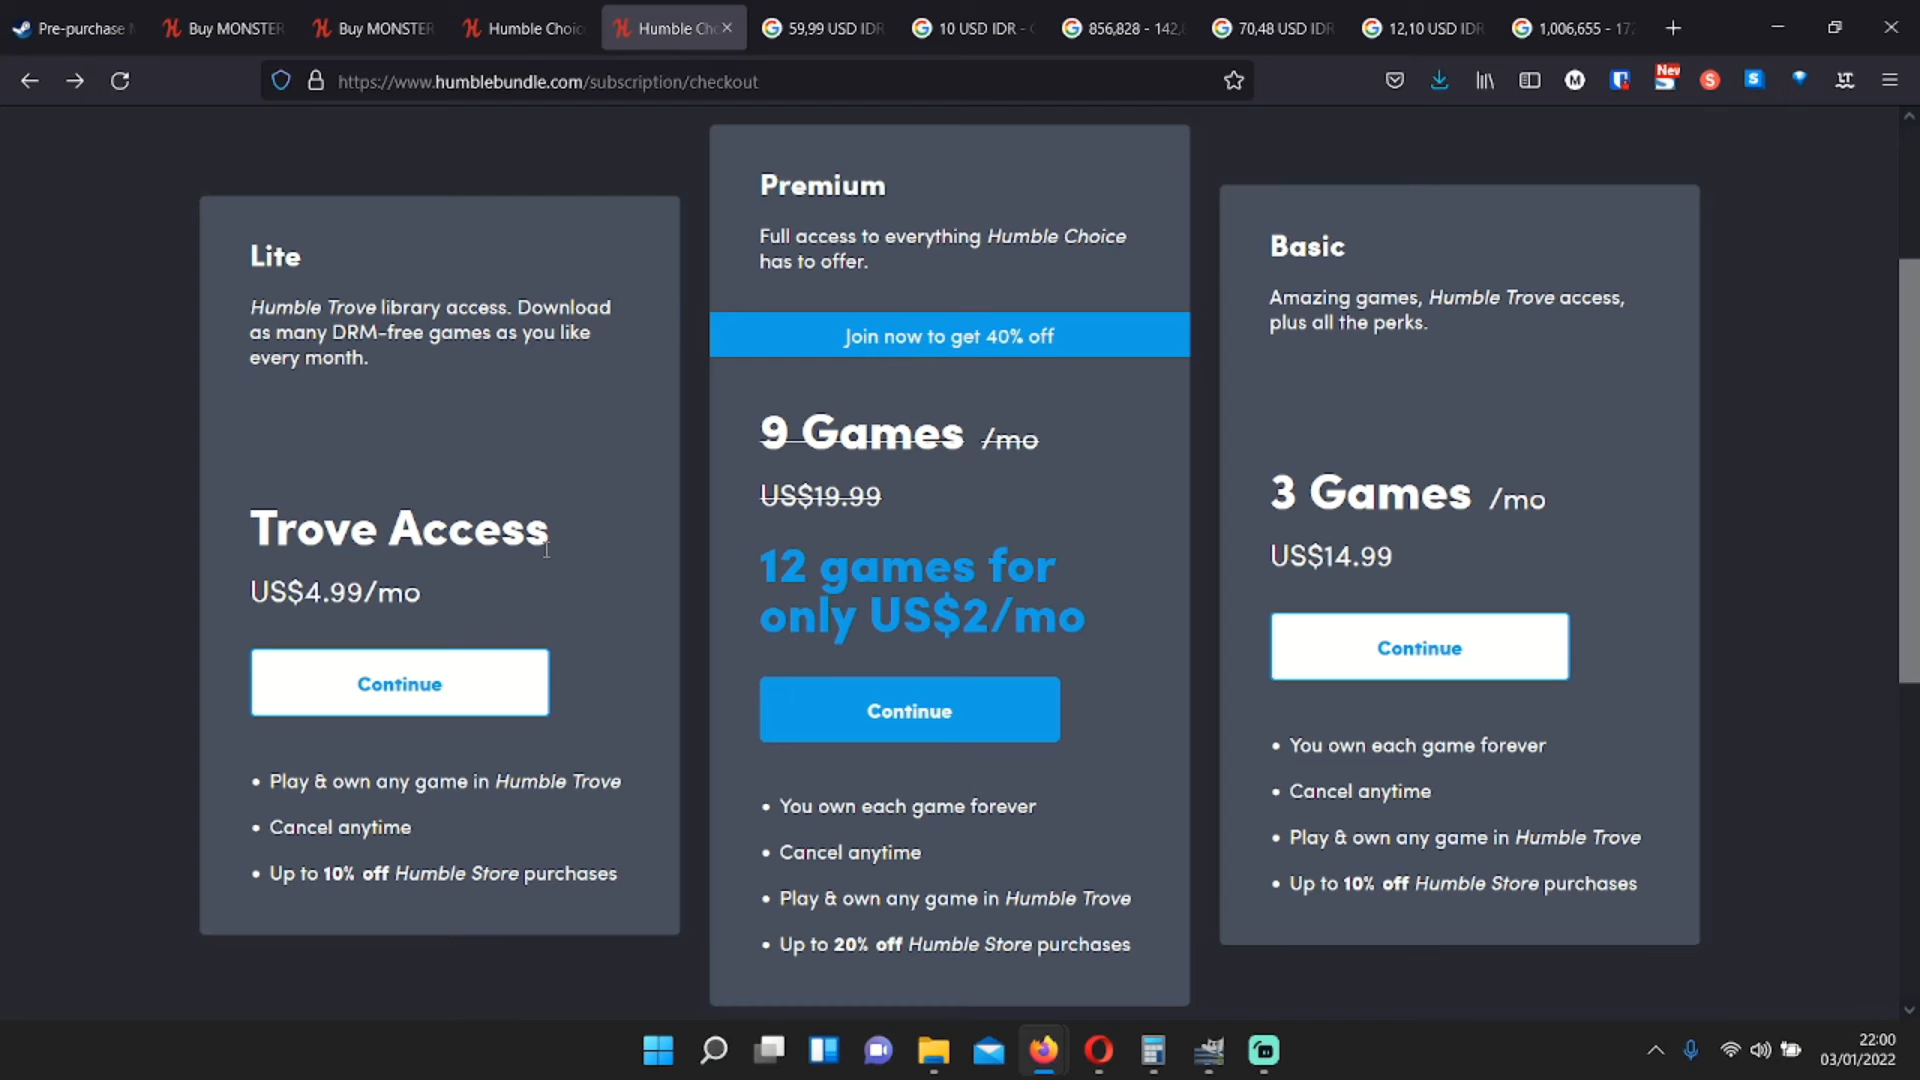 Pre-purchase
Buy MONSTER
Buy MONSTER
Humble Choic
Humble Ch
59,99 USD IDR
10 USD IDR -
856,828 - 142,
70,48 USD IDR
12,10 USD IDR
1,006,655 - 17
https://www.humblebundle.com/subscription/checkout
New
Lite
Humble Trove library access. Download
as many DRM-free games as you like
every month.
Trove Access
US$4.99/mo
Continue
• Play & own any game in Humble Trove
• Cancel anytime
• Up to 10% off Humble Store purchases
Premium
Full access to everything Humble Choice
has to offer.
Join now to get 40% off
9 Games /mo
US$19.99
12 games for
only US$2/mo
Continue
• You own each game forever
• Cancel anytime
• Play & own any game in Humble Trove
• Up to 20% off Humble Store purchases
Basic
Amazing games, Humble Trove access,
plus all the perks.
3 Games /mo
US$14.99
Continue
• You own each game forever
• Cancel anytime
• Play & own any game in Humble Trove
• Up to 10% off Humble Store purchases
22:00
03/01/2022